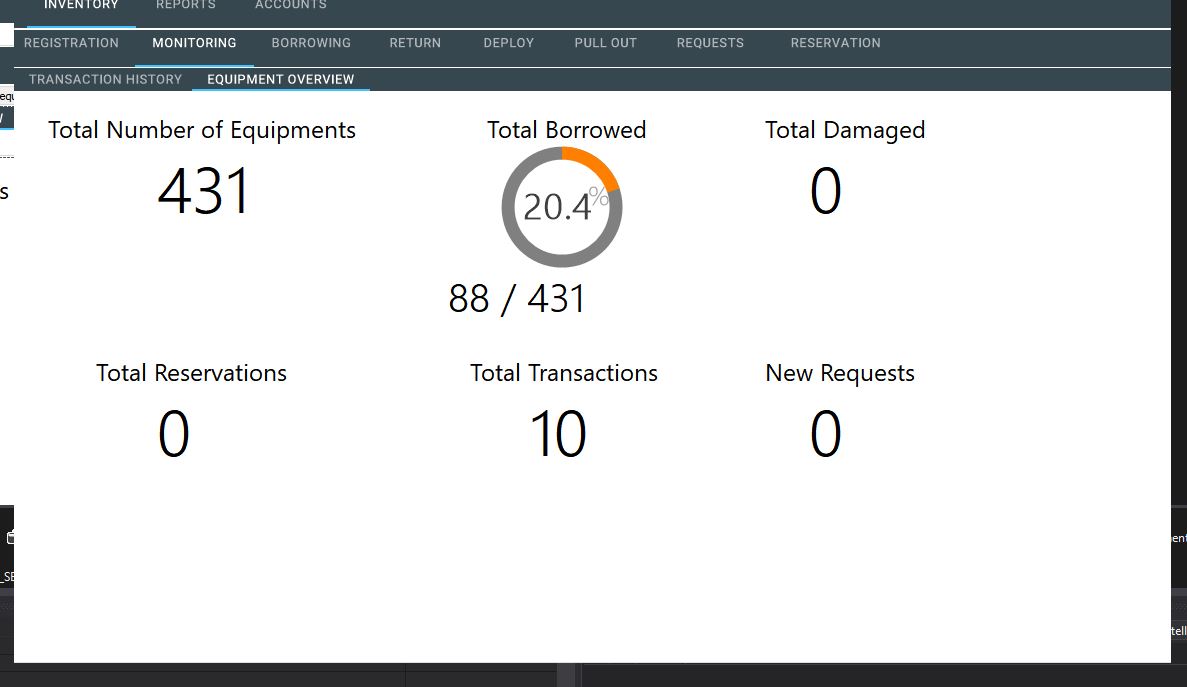 INVENTORY REPORTS ACCOUNTS
REGISTRATION MONITORING BORROWING RETURN DEPLOY PULL OUT REQUESTS RESERVATION
TRANSACTION HISTORY EQUIPMENT OVERVIEW
Total Number of Equipments Total Borrowed Total Damaged
431 20.4% 0
88 / 431
Total Reservations Total Transactions New Requests
0 10 0